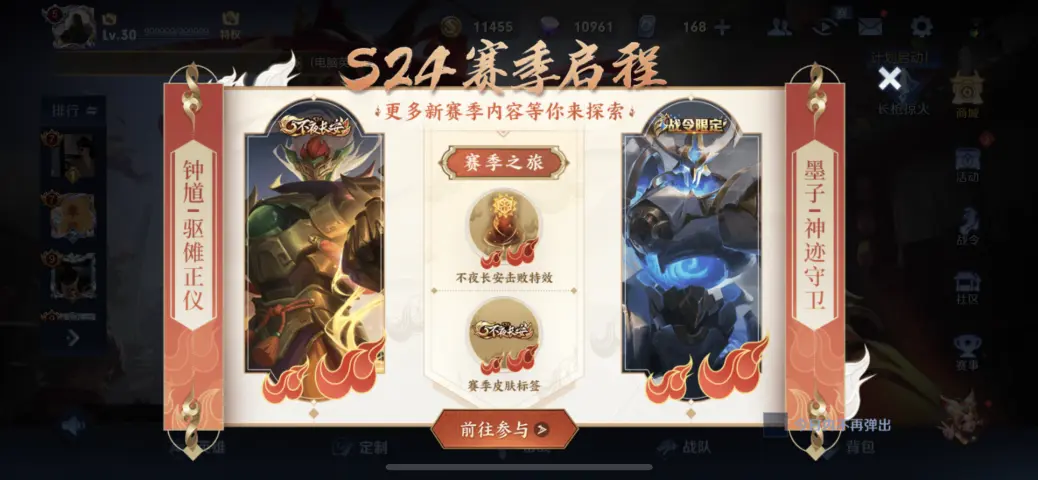 Lv.30
特权
11455
10961
168
S24赛季启程
更多新赛季内容等你来探索
排行
商城
活动
战令
社区
赛事
钟馗-驱傩正仪
不夜长安
赛季之旅
不夜长安击败特效
不夜长安
赛季皮肤标签
前往参与
战令限定
墨子-神迹守卫
不再弹出
定制
战队
背包